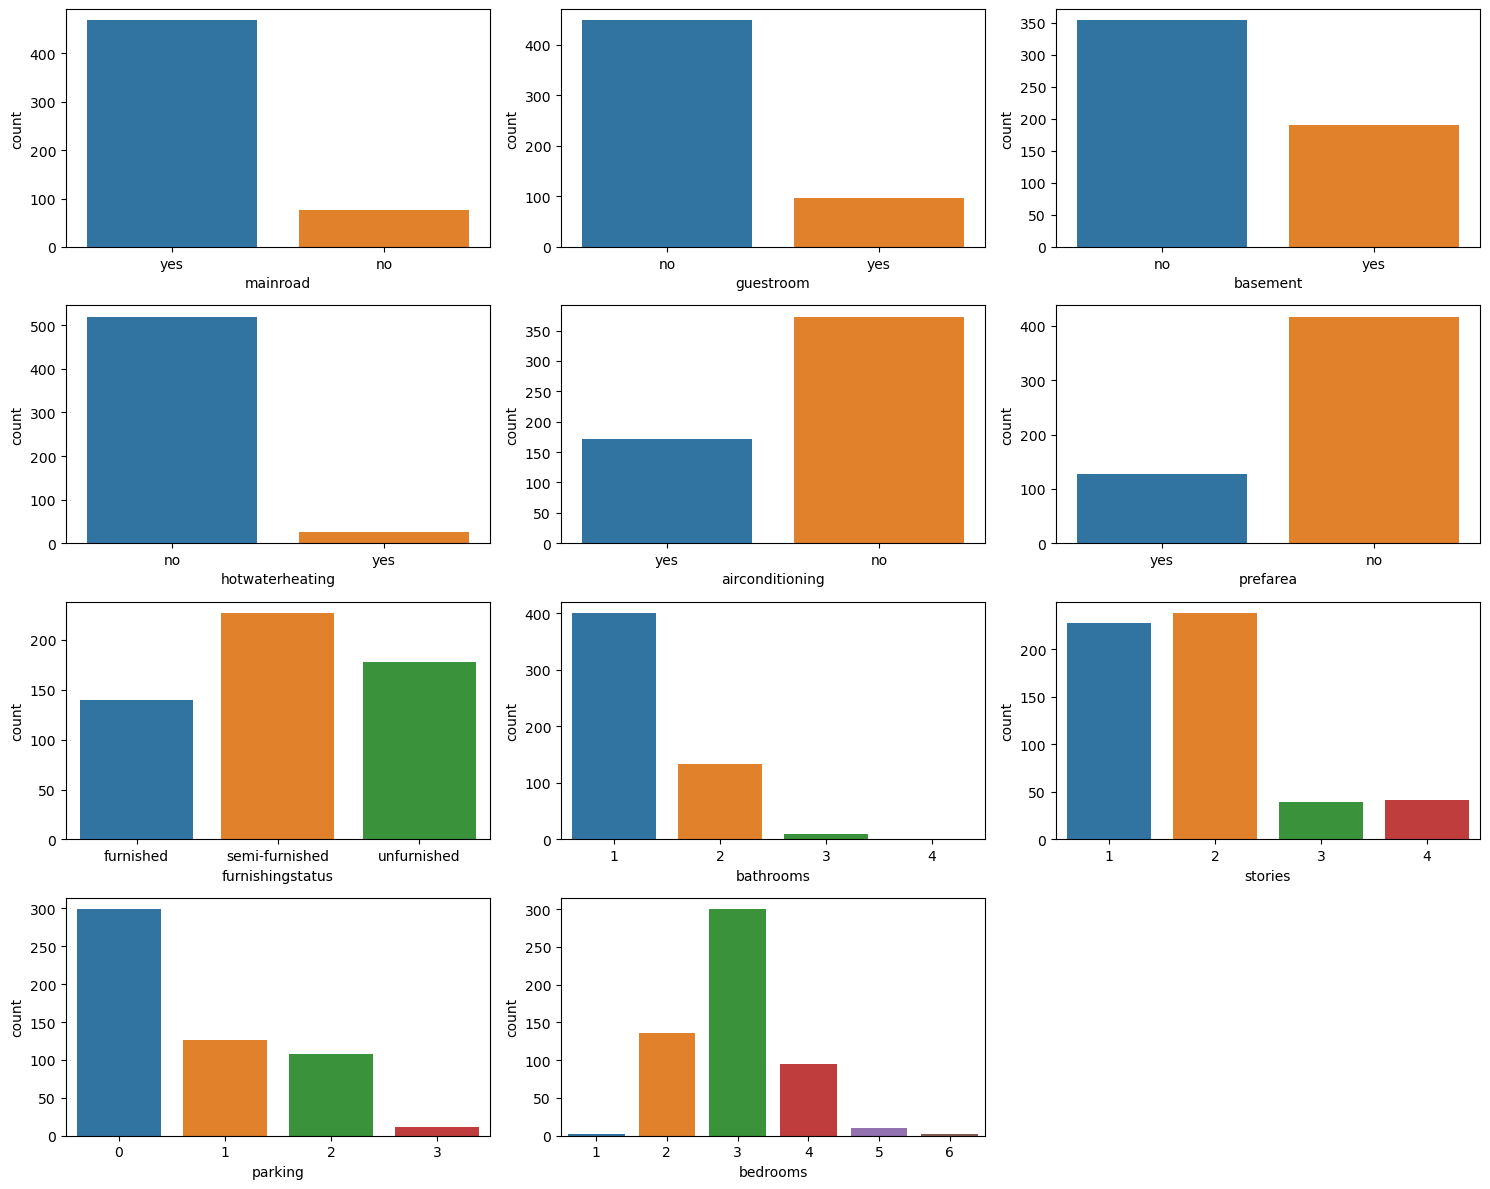 count
400
300
200
100
0
yes
no
mainroad
count
400
300
200
100
0
no
yes
guestroom
count
350
300
250
200
150
100
50
0
no
yes
basement
count
500
400
300
200
100
0
no
yes
hotwaterheating
count
350
300
250
200
150
100
50
0
yes
no
airconditioning
count
400
300
200
100
0
yes
no
prefarea
count
200
150
100
50
0
furnished
semi-furnished
unfurnished
furnishingstatus
count
400
300
200
100
0
1
2
3
4
bathrooms
count
200
150
100
50
0
1
2
3
4
stories
count
300
250
200
150
100
50
0
0
1
2
3
parking
count
300
250
200
150
100
50
0
1
2
3
4
5
6
bedrooms